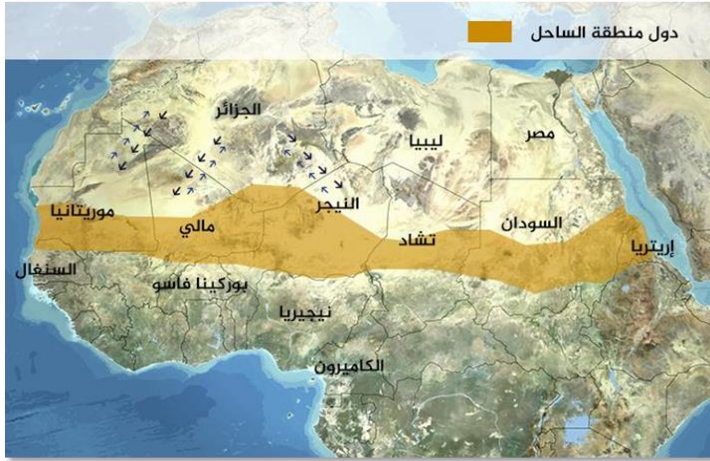 دول منطقة الساحل
الجزائر
ليبيا
مصر
موريتانيا
مالي
النيجر
تشاد
السودان
إريتريا
السنغال
بوركينا فاسو
نيجيريا
الكاميرون